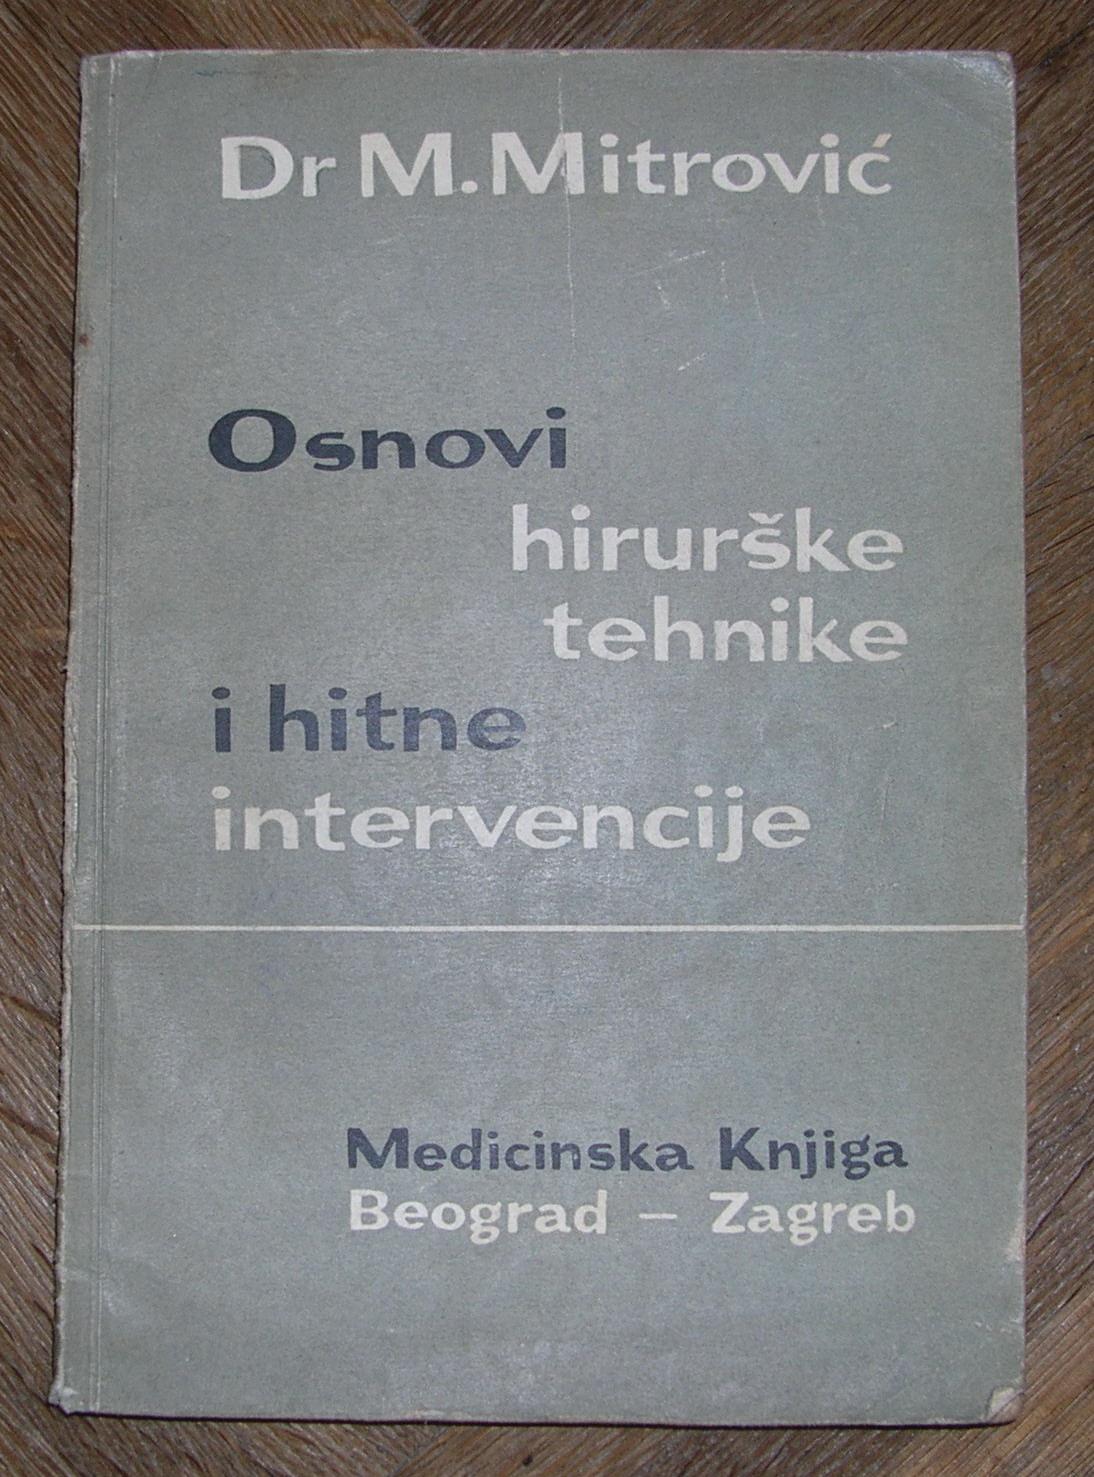 Dr M. Mitrović
Osnovi
hirurške
tehnike
i hitne
intervencije
Medicinska Knjiga
Beograd – Zagreb